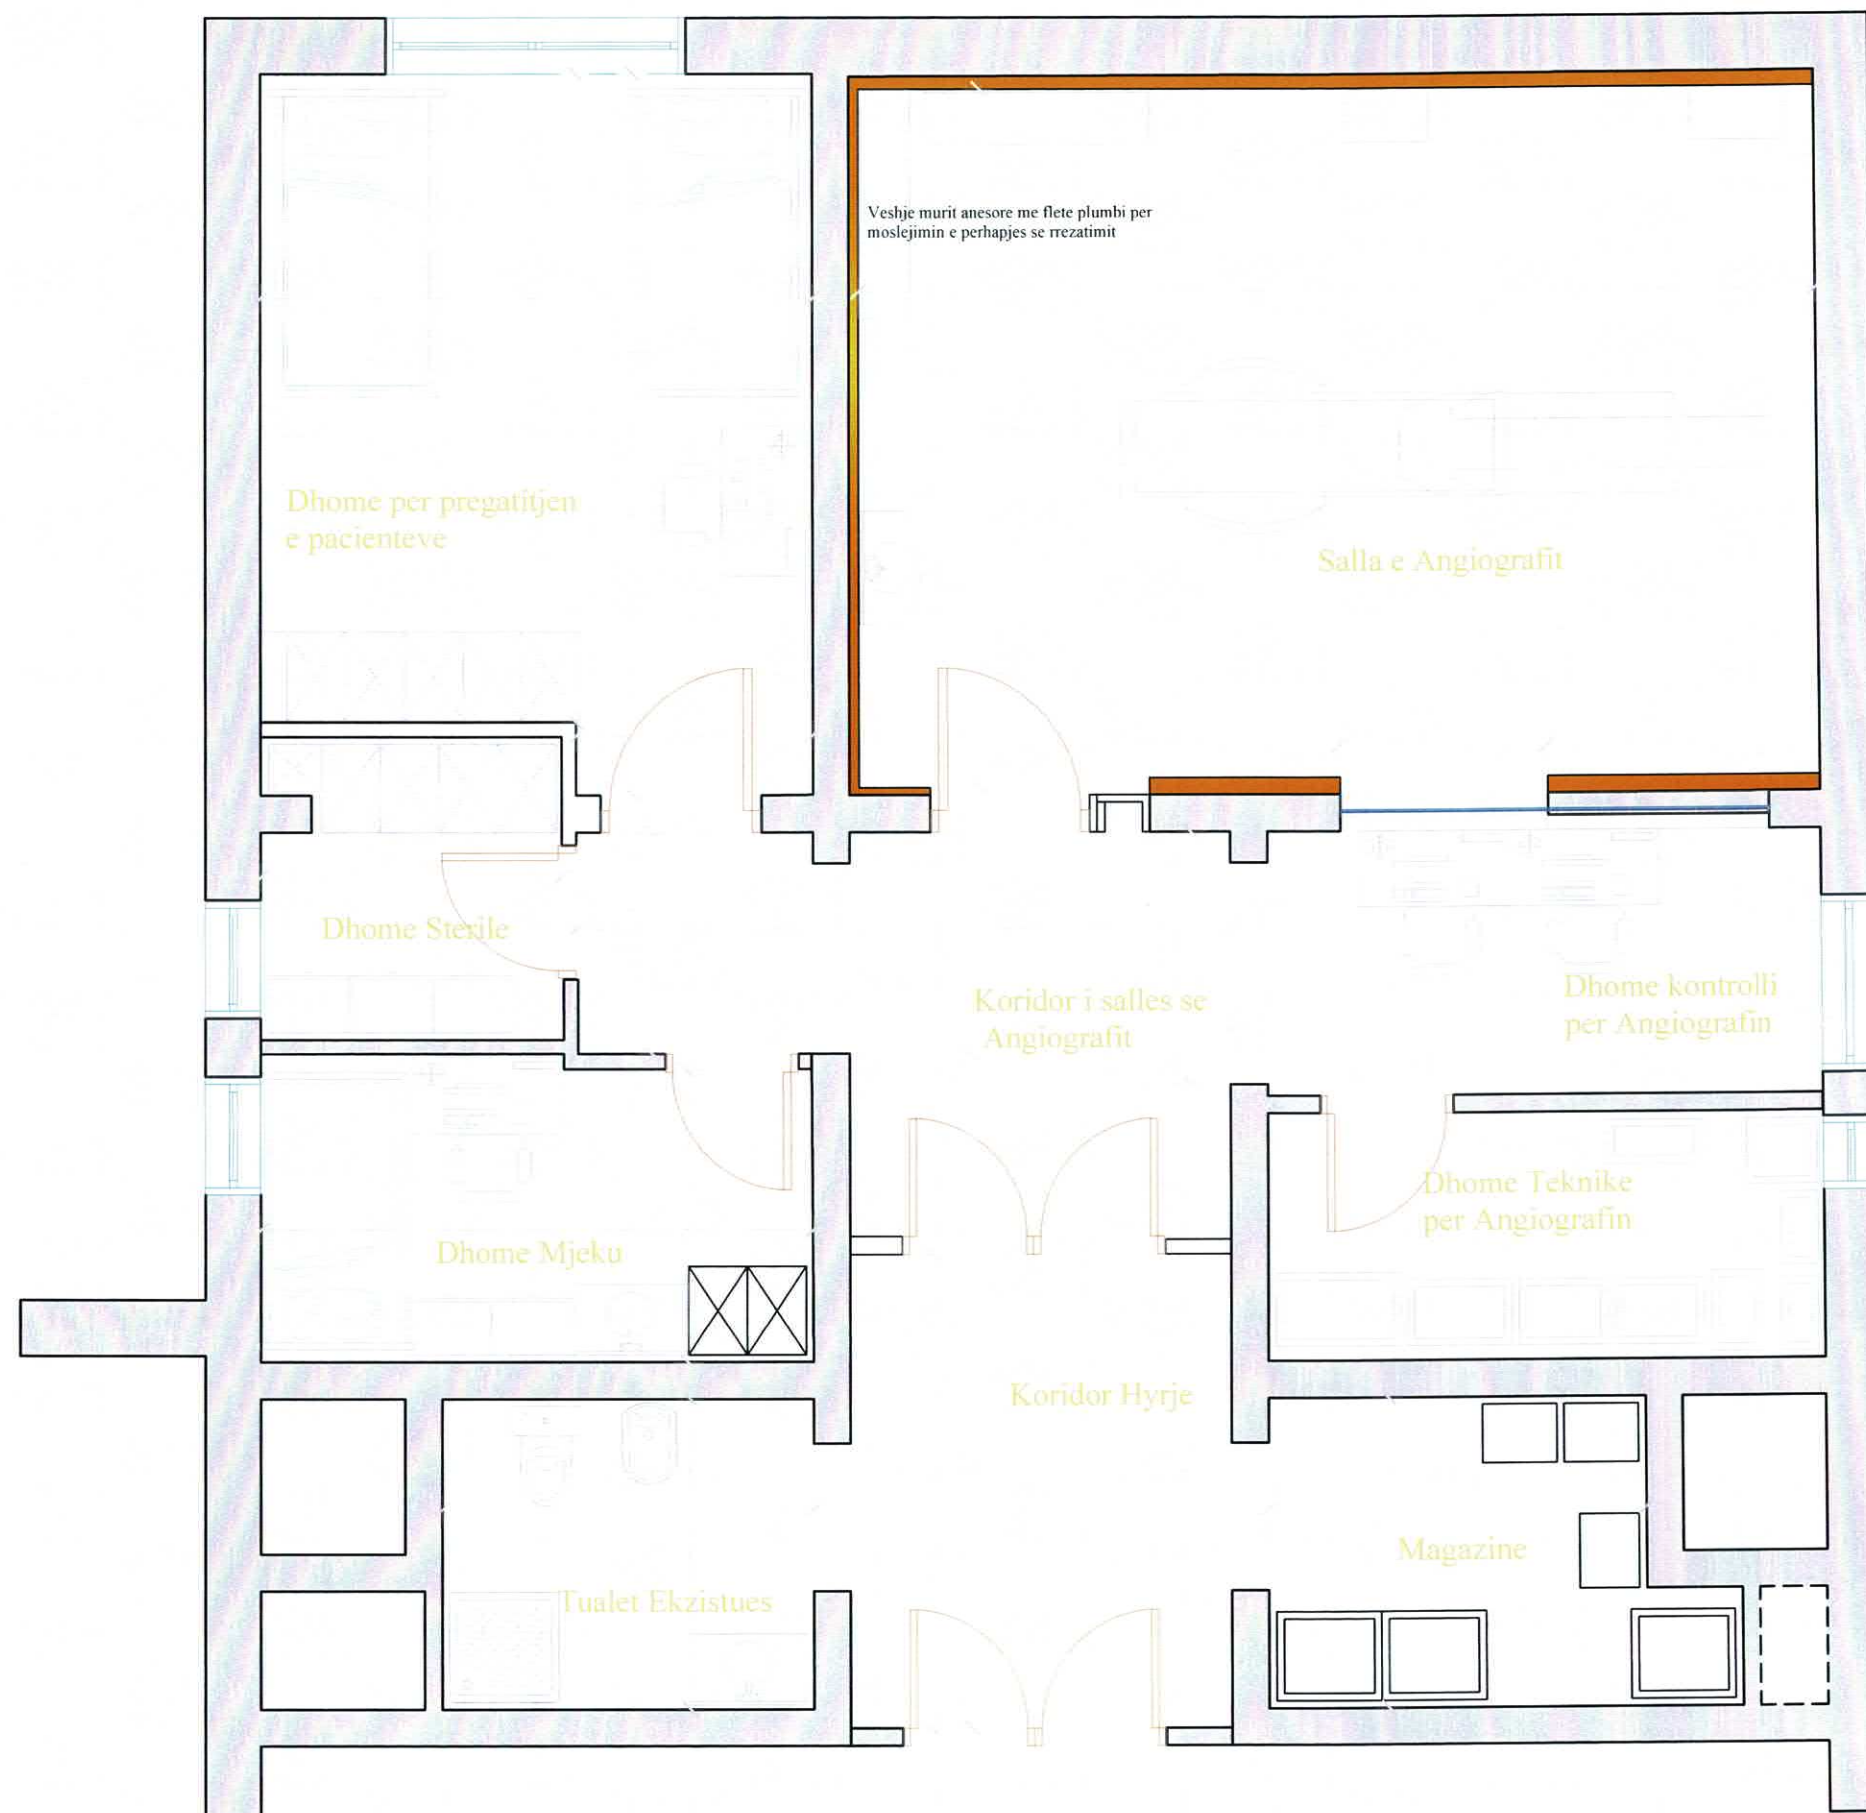 Veshje murit anesore me flete plumbi per
moslejimin e perhapjes se rrezatimit
Dhome per pregatitjen
e pacienteve
Salla e Angiografit
Dhome Sterile
Koridor i salles se
Angiografit
Dhome kontrolli
per Angiografin
Dhome Teknike
per Angiografin
Dhome Mjeku
Koridor Hyrje
Magazine
Tualet Ekzistues